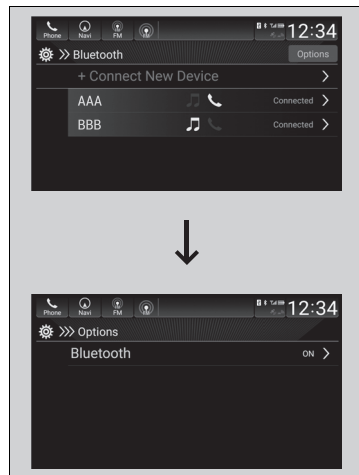 Phone Navi FM 12:34
Bluetooth Options
+ Connect New Device
AAA Connected
BBB Connected
Phone Navi FM 12:34
Options
Bluetooth ON